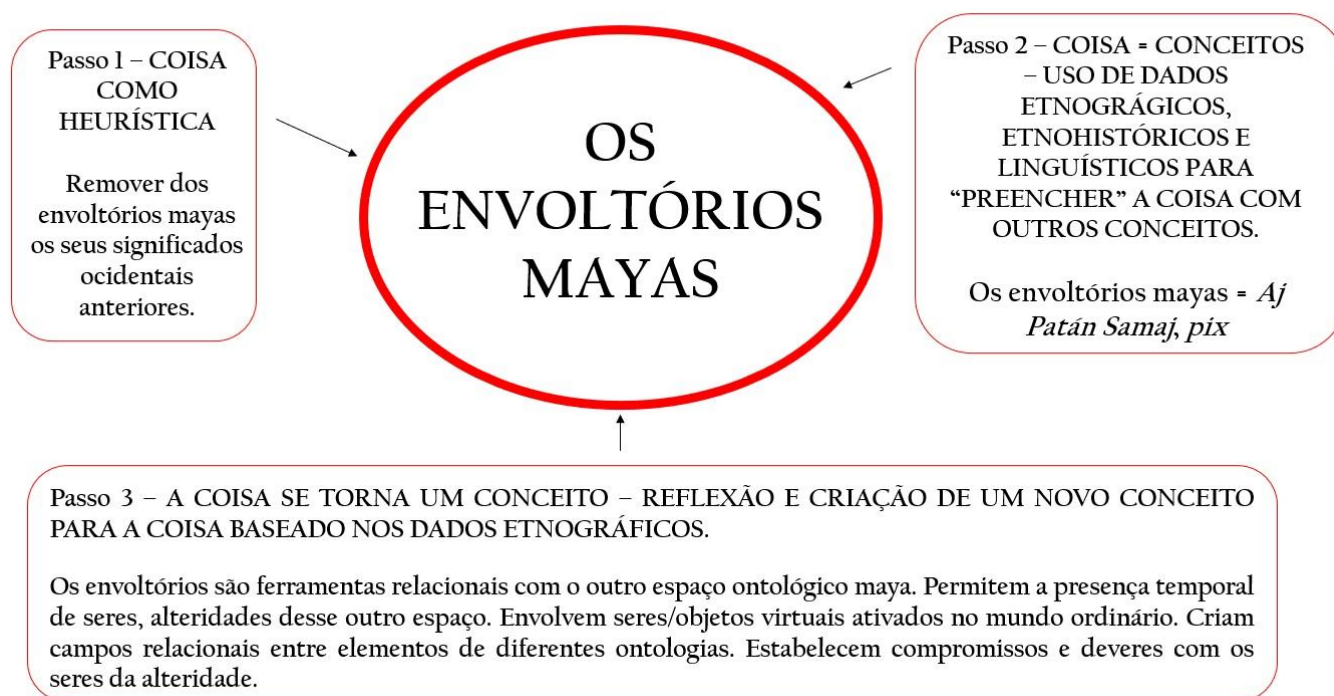 Passo 1 – COISA
COMO
HEURÍSTICA
Remover dos
envoltórios mayas
os seus significados
ocidentais
anteriores.
OS
ENVOLTÓRIOS
MAYAS
Passo 2 – COISA = CONCEITOS
– USO DE DADOS
ETNOGRÁGICOS,
ETNOHISTÓRICOS E
LINGUÍSTICOS PARA
“PREENCHER” A COISA COM
OUTROS CONCEITOS.
Os envoltórios mayas = Aj
Patán Samaj, pix
Passo 3 – A COISA SE TORNA UM CONCEITO – REFLEXÃO E CRIAÇÃO DE UM NOVO CONCEITO
PARA A COISA BASEADO NOS DADOS ETNOGRÁFICOS.
Os envoltórios são ferramentas relacionais com o outro espaço ontológico maya. Permitem a presença temporal
de seres, alteridades desse outro espaço. Envolvem seres/objetos virtuais ativados no mundo ordinário. Criam
campos relacionais entre elementos de diferentes ontologias. Estabelecem compromissos e deveres com os
seres da alteridade.